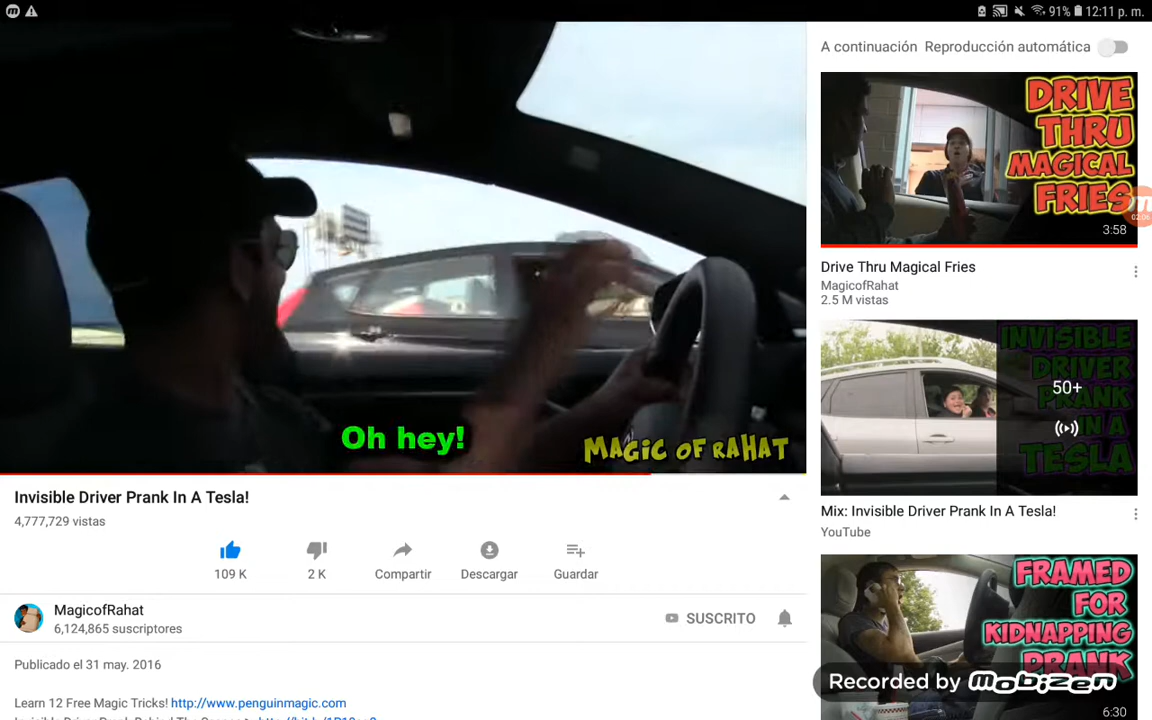 91% 12:11 p. m.
Oh hey!
MAGIC OF RAHAT
Invisible Driver Prank In A Tesla!
4,777,729 vistas
109 K
2 K
Compartir
Descargar
Guardar
MagicofRahat
6,124,865 suscriptores
SUSCRITO
Publicado el 31 may. 2016
Learn 12 Free Magic Tricks! http://www.penguinmagic.com
A continuación Reproducción automática
DRIVE
THRU
MAGICAL
FRIES
02:06
3:58
Drive Thru Magical Fries
MagicofRahat
2.5 M vistas
INVISIBLE
DRIVER
PRANK
IN A
TESLA
50+
Mix: Invisible Driver Prank In A Tesla!
YouTube
FRAMED
FOR
KIDNAPPING
PRANK
Recorded by mobizen
6:30